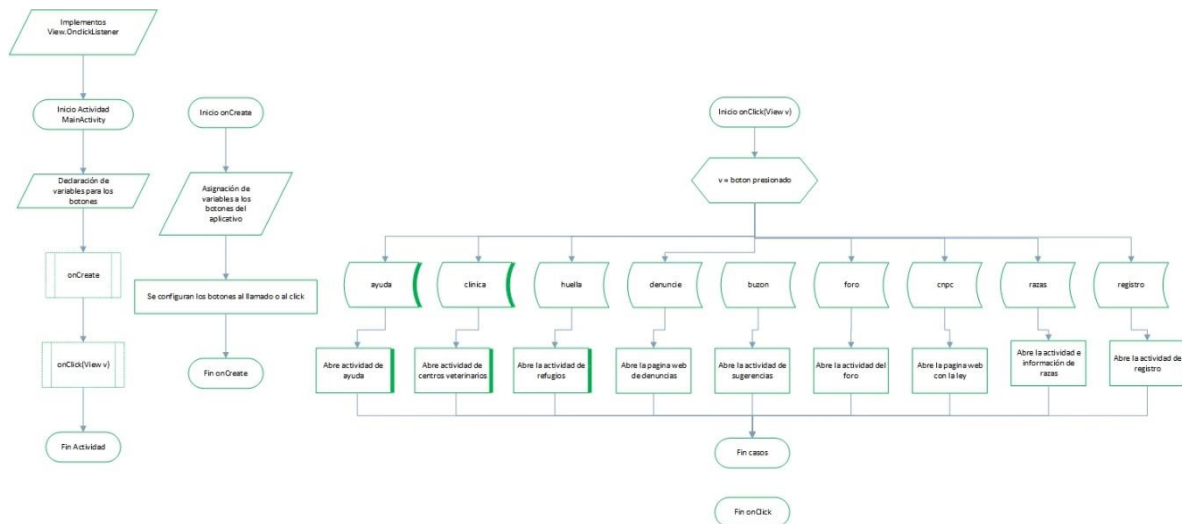 Implementos
View.OnclickListener
Inicio Actividad
MainActivity
Declaración de
variables para los
botones
onCreate
onClick(View v)
Fin Actividad
Inicio onCreate
Asignación de
variables a los
botones del
aplicativo
Se configuran los botones al llamado o al click
Fin onCreate
Inicio onClick(View v)
v = boton presionado
ayuda
clinica
huella
denuncie
buzon
foro
cnpc
razas
registro
Abre actividad de
ayuda
Abre actividad de
centros veterinarios
Abre la actividad de
refugios
Abre la pagina web
de denuncias
Abre la actividad de
sugerencias
Abre la actividad del
foro
Abre la pagina web
con la ley
Abre la actividad e
información de
razas
Abre la actividad de
registro
Fin casos
Fin onClick